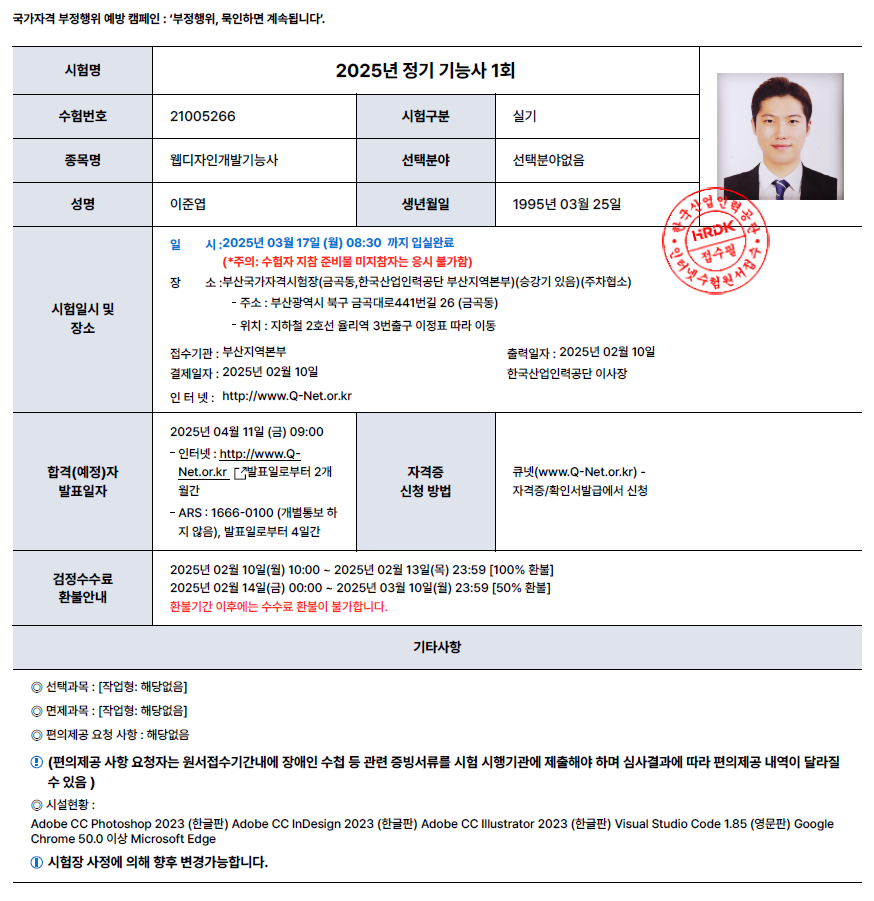 국가자격 부정행위 예방 캠페인 : ‘부정행위, 묵인하면 계속됩니다’.
시험명 2025년 정기 기능사 1회
수험번호 21005266 시험구분 실기
종목명 웹디자인개발기능사 선택분야 선택분야없음
성명 이준엽 생년월일 1995년 03월 25일
한국산업인력공단
HRDK
접수필
인터넷수험원서접수
시험일시 및
장소
일 시 : 2025년 03월 17일 (월) 08:30 까지 입실완료
(*주의: 수험자 지참 준비물 미지참자는 응시 불가함)
장 소 : 부산국가자격시험장(금곡동,한국산업인력공단 부산지역본부)(승강기 있음)(주차협소)
- 주소 : 부산광역시 북구 금곡대로441번길 26 (금곡동)
- 위치 : 지하철 2호선 율리역 3번출구 이정표 따라 이동
접수기관 : 부산지역본부 출력일자 : 2025년 02월 10일
결제일자 : 2025년 02월 10일 한국산업인력공단 이사장
인 터 넷 : http://www.Q-Net.or.kr
합격(예정)자
발표일자
2025년 04월 11일 (금) 09:00
- 인터넷 : http://www.Q-
Net.or.kr 발표일로부터 2개
월간
- ARS : 1666-0100 (개별통보 하
지 않음), 발표일로부터 4일간
자격증
신청 방법
큐넷(www.Q-Net.or.kr) -
자격증/확인서발급에서 신청
검정수수료
환불안내
2025년 02월 10일(월) 10:00 ~ 2025년 02월 13일(목) 23:59 [100% 환불]
2025년 02월 14일(금) 00:00 ~ 2025년 03월 10일(월) 23:59 [50% 환불]
환불기간 이후에는 수수료 환불이 불가합니다.
기타사항
◎ 선택과목 : [작업형: 해당없음]
◎ 면제과목 : [작업형: 해당없음]
◎ 편의제공 요청 사항 : 해당없음
(편의제공 사항 요청자는 원서접수기간내에 장애인 수첩 등 관련 증빙서류를 시험 시행기관에 제출해야 하며 심사결과에 따라 편의제공 내역이 달라질
수 있음 )
◎ 시설현황 :
Adobe CC Photoshop 2023 (한글판) Adobe CC InDesign 2023 (한글판) Adobe CC Illustrator 2023 (한글판) Visual Studio Code 1.85 (영문판) Google
Chrome 50.0 이상 Microsoft Edge
시험장 사정에 의해 향후 변경가능합니다.